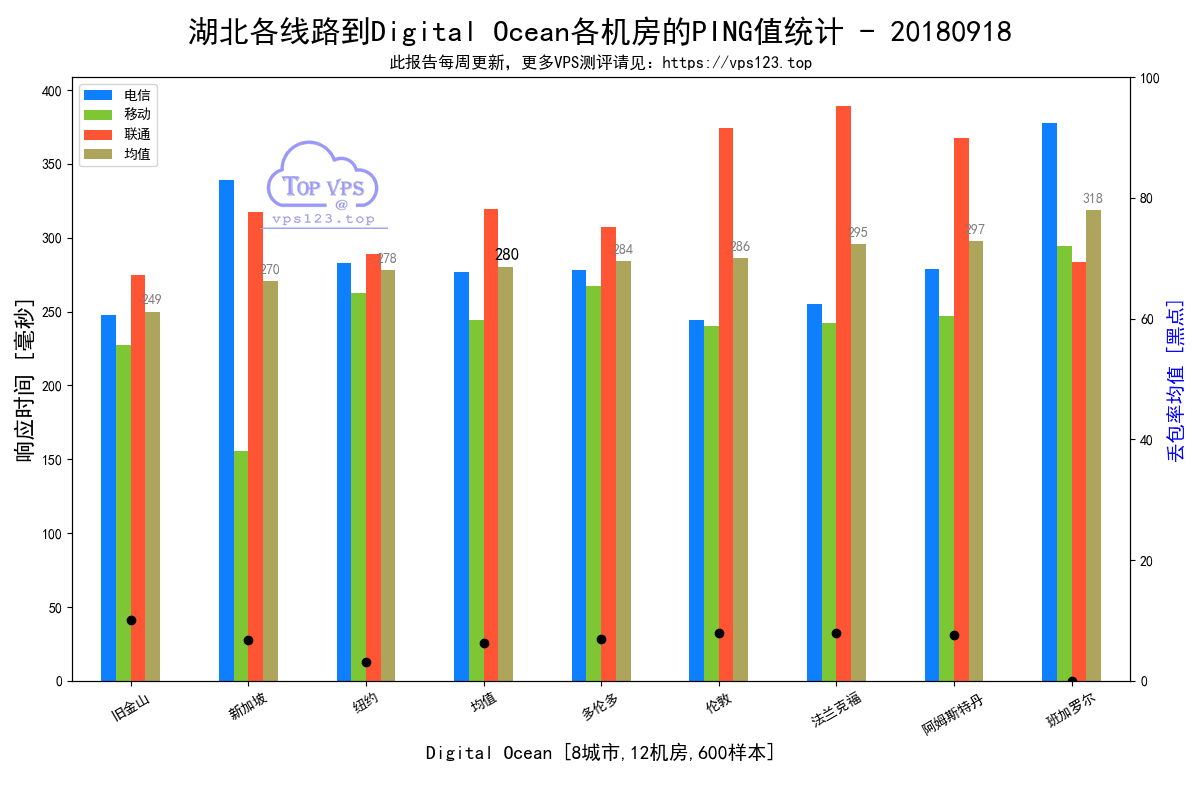 湖北各线路到Digital Ocean各机房的PING值统计 - 20180918
此报告每周更新，更多VPS测评请见：https://vps123.top
电信
移动
联通
均值
TOP VPS
@
vps123.top
响应时间 [毫秒]
400
350
300
250
200
150
100
50
0
249
270
278
280
284
286
295
297
318
100
80
60
40
20
0
丢包率均值 [黑点]
旧金山
新加坡
纽约
均值
多伦多
伦敦
法兰克福
阿姆斯特丹
班加罗尔
Digital Ocean [8城市,12机房,600样本]